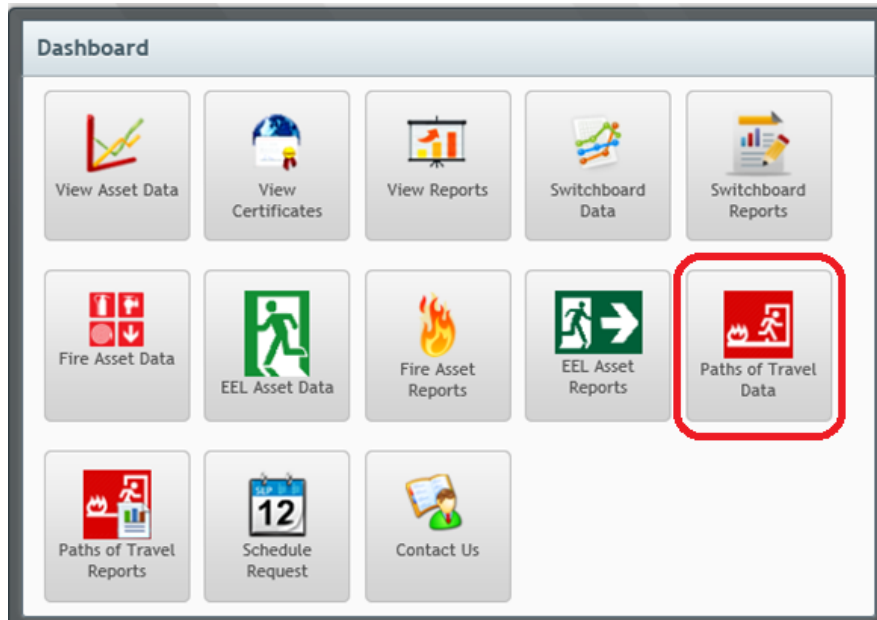 Dashboard
View Asset Data
View
Certificates
View Reports
Switchboard
Data
Switchboard
Reports
Fire Asset Data
EEL Asset Data
Fire Asset
Reports
EEL Asset
Reports
Paths of Travel
Data
Paths of Travel
Reports
SEP
12
Schedule
Request
Contact Us